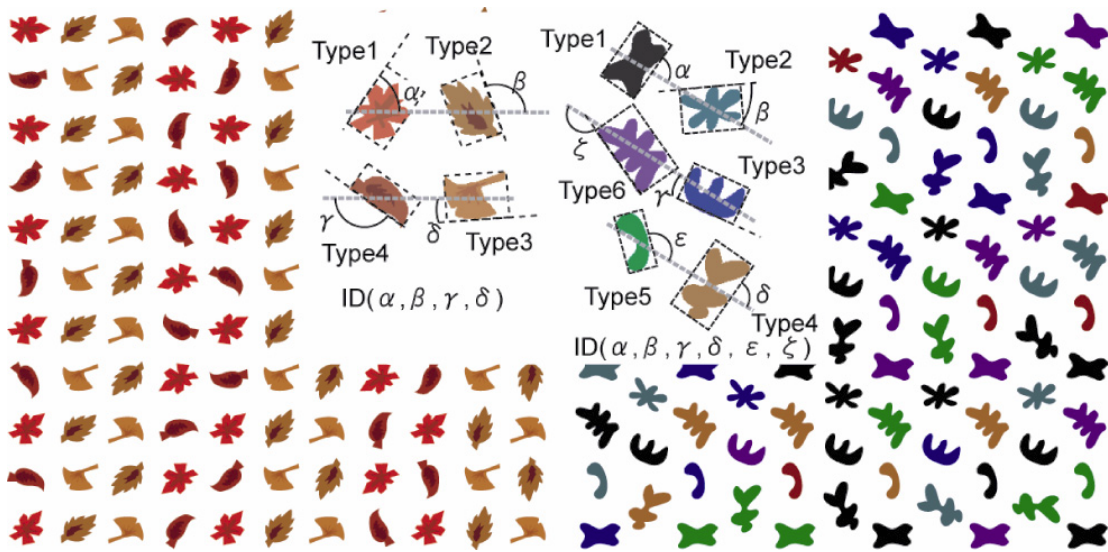 Type1
Type2
α
β
γ
δ
Type4
Type3
ID(α,β,γ,δ)
Type1
Type2
α
β
ζ
Type6
Type3
γ
ε
δ
Type5
Type4
ID(α,β,γ,δ,ε,ζ)